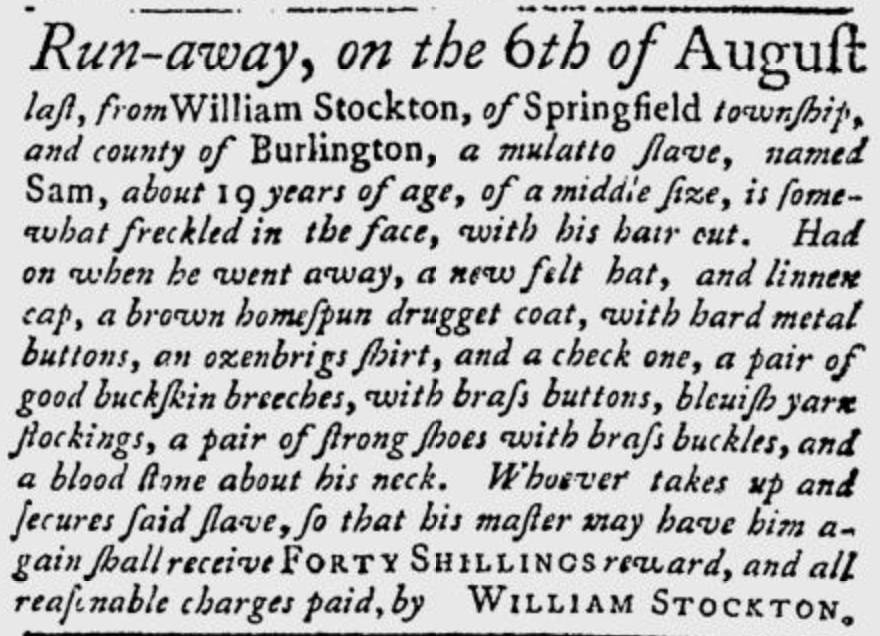 Run-away, on the 6th of Auguſt
laſt, from William Stockton, of Springfield townſhip,
and county of Burlington, a mulatto ſlave, named
Sam, about 19 years of age, of a middle ſize, is ſome-
what freckled in the face, with his hair cut. Had
on when he went away, a new felt hat, and linnen
cap, a brown homeſpun drugget coat, with hard metal
buttons, an oxenbrigs ſhirt, and a check one, a pair of
good buckſkin breeches, with braſs buttons, bleuiſh yarn
ſtockings, a pair of ſtrong ſhoes with braſs buckles, and
a blood ſtone about his neck. Whoever takes up and
ſecures ſaid ſlave, ſo that his maſter may have him a-
gain ſhall receive FORTY SHILLINGS reward, and all
reaſonable charges paid, by WILLIAM STOCKTON.